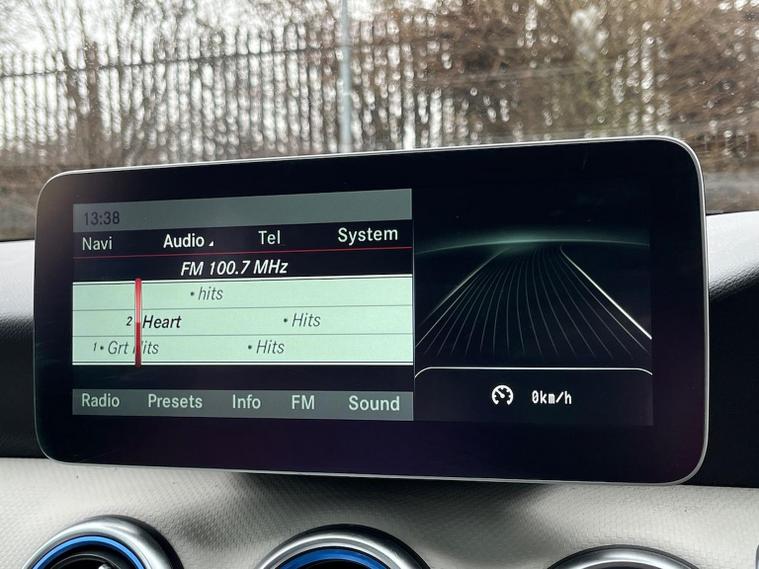 13:38
Navi Audio Tel System
FM 100.7 MHz
• hits
2 Heart • Hits
1 • Grt Hits • Hits
Radio Presets Info FM Sound
0km/h